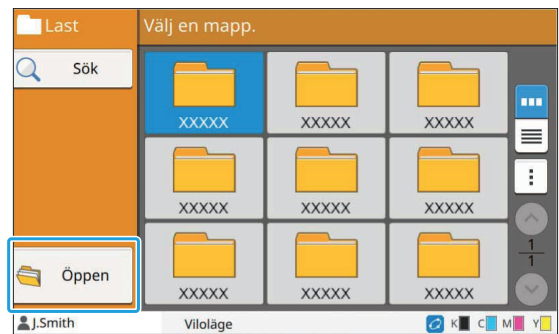 Last
Välj en mapp.
Sök
XXXXX XXXXX XXXXX
XXXXX XXXXX XXXXX
1
1
Öppen
XXXXX XXXXX XXXXX
J.Smith
Viloläge
K C M Y